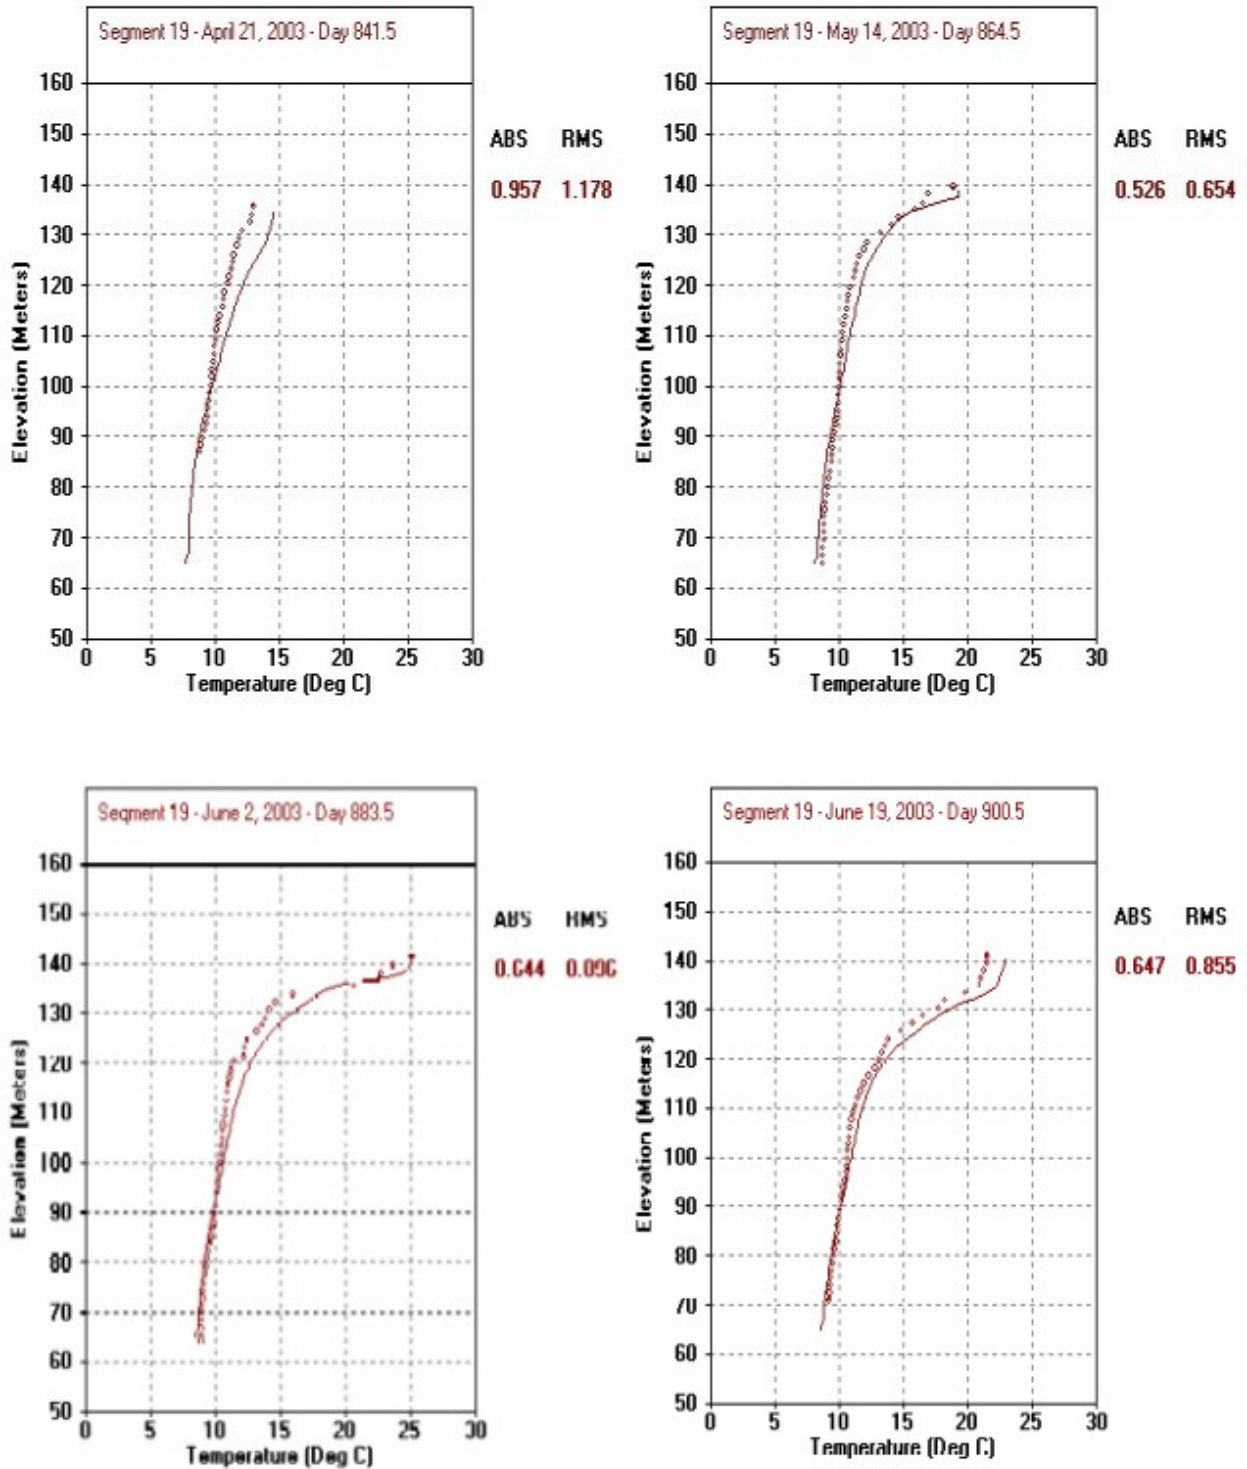 Segment 19 - April 21, 2003 - Day 841.5
160
150
140
130
120
110
100
90
80
70
60
50
Elevation (Meters)
0 5 10 15 20 25 30
Temperature (Deg C)
ABS RMS
0.957 1.178
Segment 19 - May 14, 2003 - Day 864.5
160
150
140
130
120
110
100
90
80
70
60
50
Elevation (Meters)
0 5 10 15 20 25 30
Temperature (Deg C)
ABS RMS
0.526 0.654
Segment 19 - June 2, 2003 - Day 883.5
160
150
140
130
120
110
100
90
80
70
60
50
Elevation (Meters)
0 5 10 15 20 25 30
Temperature (Deg C)
ABS RMS
Segment 19 - June 19, 2003 - Day 900.5
160
150
140
130
120
110
100
90
80
70
60
50
Elevation (Meters)
0 5 10 15 20 25 30
Temperature (Deg C)
ABS RMS
0.647 0.855